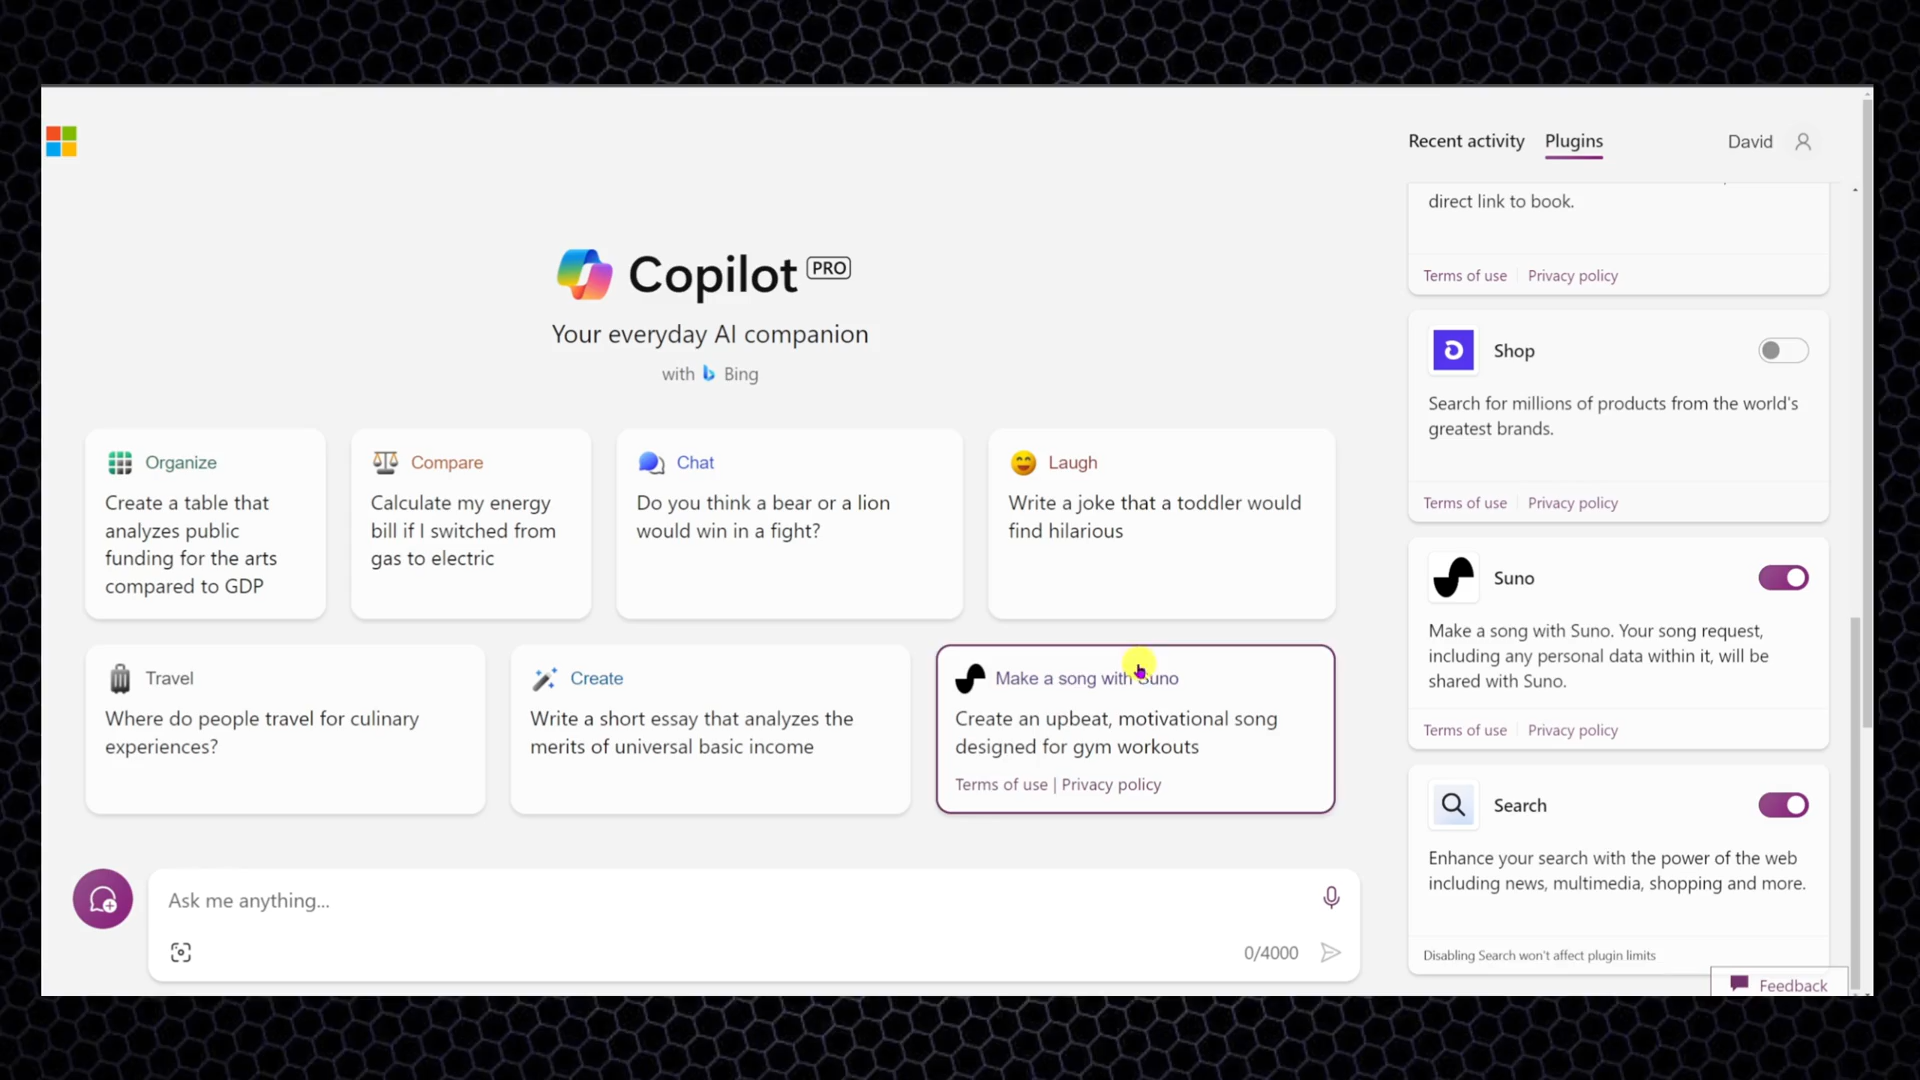 Recent activity
Plugins
David
direct link to book.
Terms of use | Privacy policy
Copilot PRO
Your everyday AI companion
with Bing
Shop
Search for millions of products from the world's
greatest brands.
Terms of use | Privacy policy
Organize
Create a table that
analyzes public
funding for the arts
compared to GDP
Compare
Calculate my energy
bill if I switched from
gas to electric
Chat
Do you think a bear or a lion
would win in a fight?
Laugh
Write a joke that a toddler would
find hilarious
Suno
Make a song with Suno. Your song request,
including any personal data within it, will be
shared with Suno.
Terms of use | Privacy policy
Travel
Where do people travel for culinary
experiences?
Create
Write a short essay that analyzes the
merits of universal basic income
Make a song with Suno
Create an upbeat, motivational song
designed for gym workouts
Terms of use | Privacy policy
Search
Enhance your search with the power of the web
including news, multimedia, shopping and more.
Disabling Search won't affect plugin limits
Ask me anything...
0/4000
Feedback